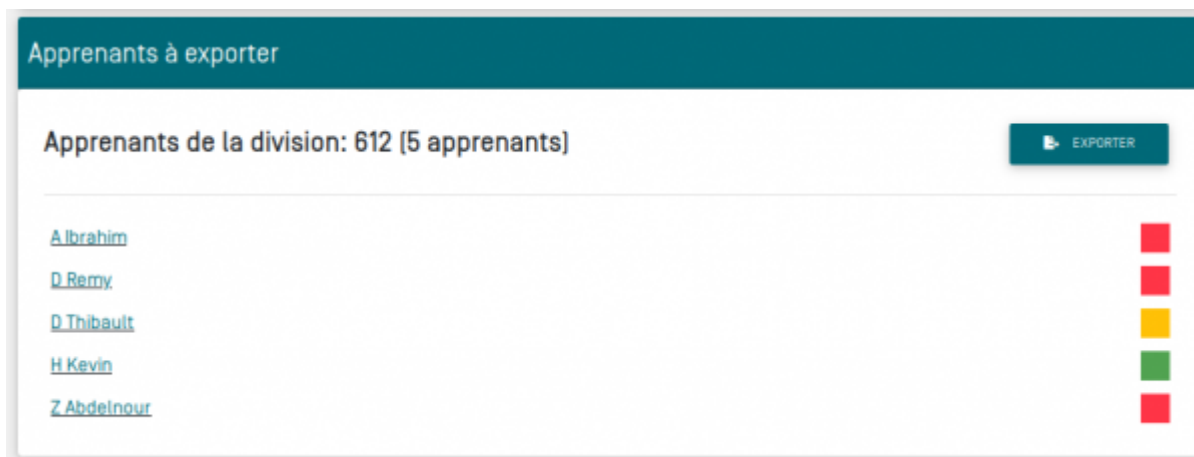 Apprenants à exporter
Apprenants de la division: 612 (5 apprenants)
EXPORTER
A Ibrahim
D Remy
D Thibault
H Kevin
Z Abdelnour